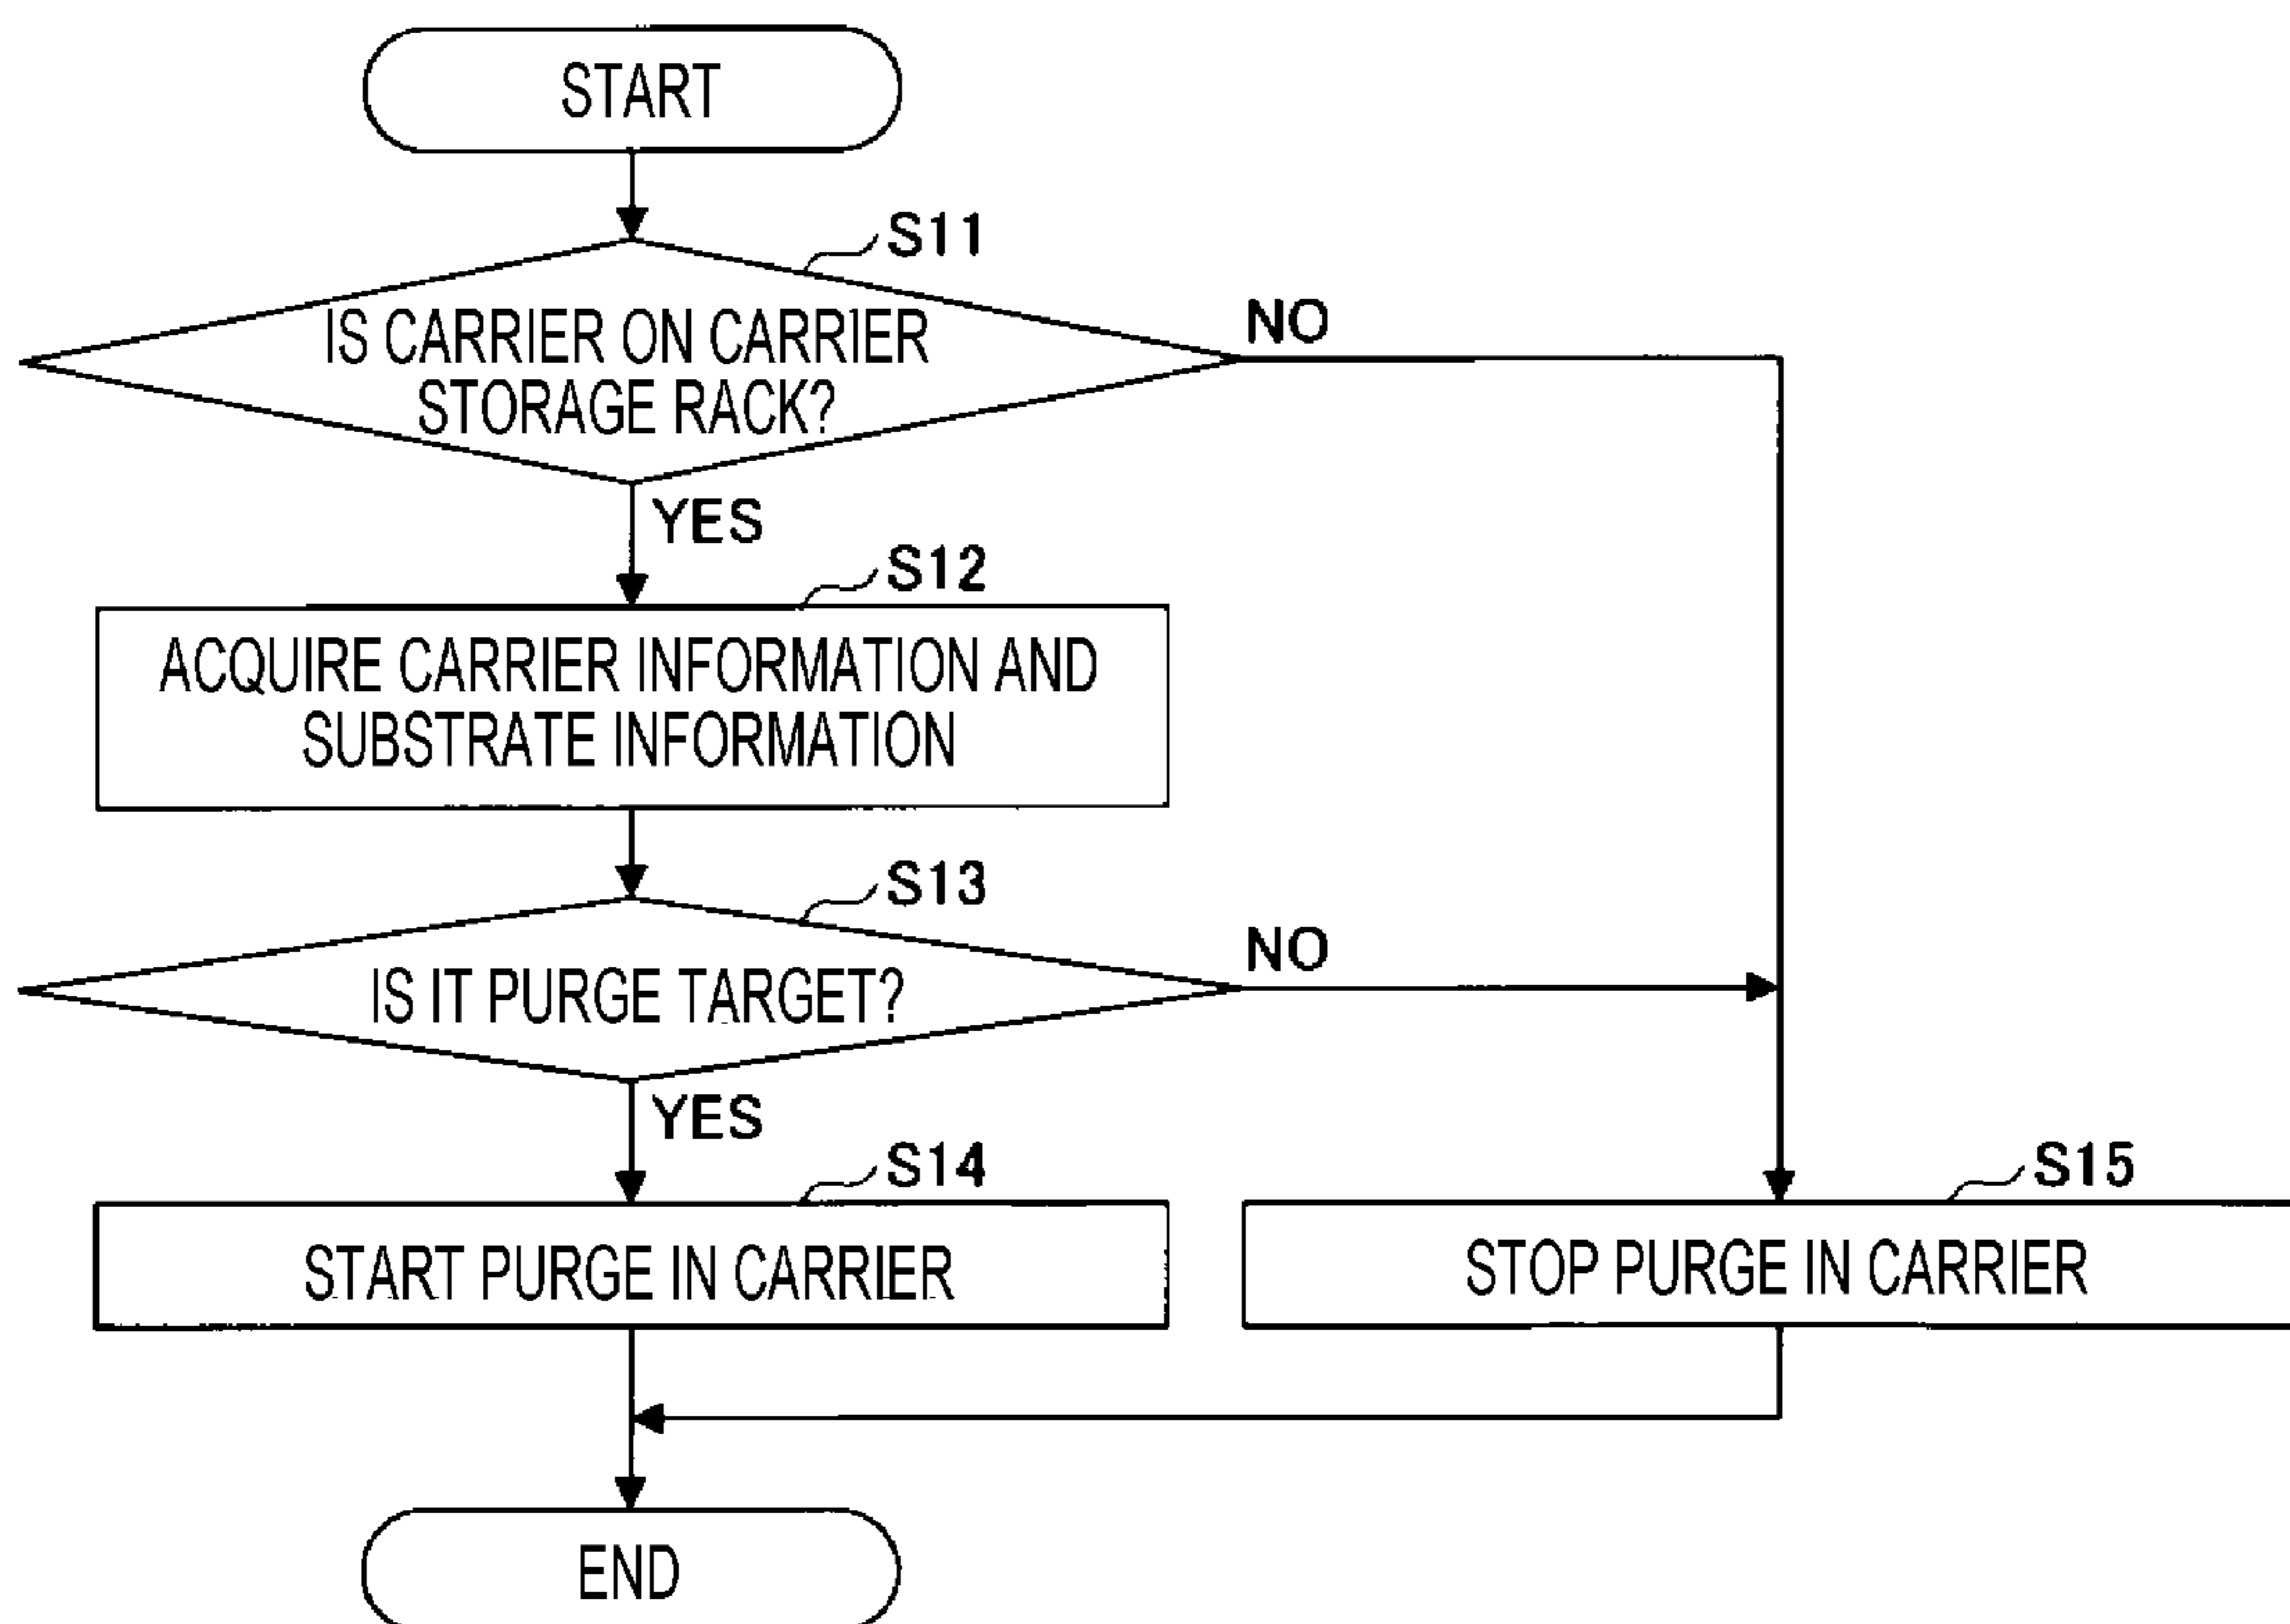 START
S11
IS CARRIER ON CARRIER
STORAGE RACK?
NO
YES
S12
ACQUIRE CARRIER INFORMATION AND
SUBSTRATE INFORMATION
S13
IS IT PURGE TARGET?
NO
YES
S14
START PURGE IN CARRIER
S15
STOP PURGE IN CARRIER
END